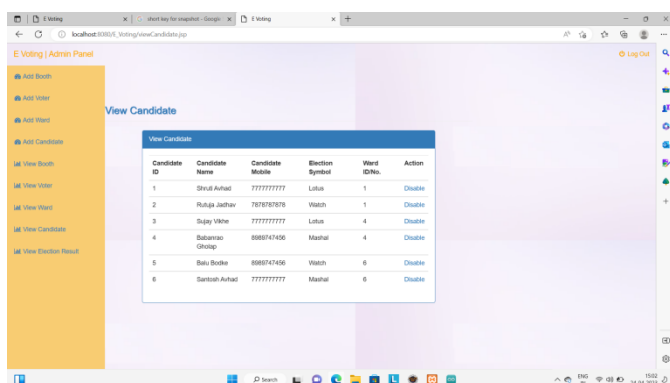 E Voting
short key for snapshot - Google
E Voting
localhost:8080/E_Voting/viewCandidate.jsp
E Voting | Admin Panel
Log Out
Add Booth
Add Voter
Add Ward
Add Candidate
View Booth
View Voter
View Ward
View Candidate
View Election Result
View Candidate
View Candidate
Candidate ID Candidate Name Candidate Mobile Election Symbol Ward ID/No. Action
1 Shruti Avhad 7777777777 Lotus 1 Disable
2 Rutuja Jadhav 7878787878 Watch 1 Disable
3 Sujay Vikhe 7777777777 Lotus 4 Disable
4 Babanrao Gholap 8989747456 Mashal 4 Disable
5 Balu Bodke 8989747456 Watch 6 Disable
6 Santosh Avhad 7777777777 Mashal 6 Disable
Search
ENG
15:02